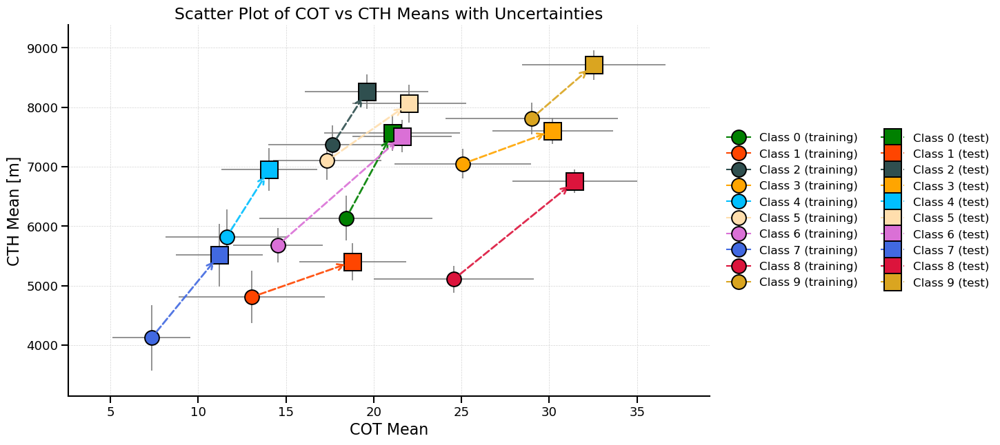 Scatter Plot of COT vs CTH Means with Uncertainties
CTH Mean [m]
9000
8000
7000
6000
5000
4000
5
10
15
20
25
30
35
COT Mean
Class 0 (training)
Class 1 (training)
Class 2 (training)
Class 3 (training)
Class 4 (training)
Class 5 (training)
Class 6 (training)
Class 7 (training)
Class 8 (training)
Class 9 (training)
Class 0 (test)
Class 1 (test)
Class 2 (test)
Class 3 (test)
Class 4 (test)
Class 5 (test)
Class 6 (test)
Class 7 (test)
Class 8 (test)
Class 9 (test)